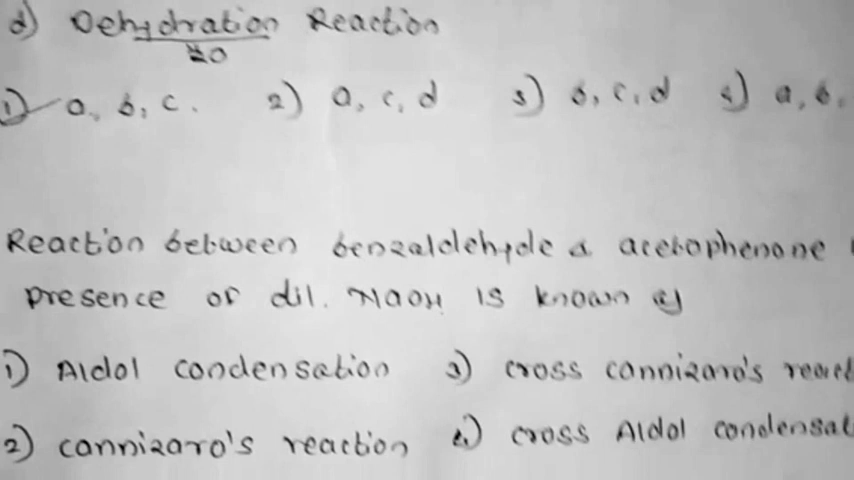 d) Dehydration Reaction
H2O
1) a, b, c. 2) a, c, d 3) b, c, d 4) a, b,
Reaction between benzaldehyde & acetophenone
presence of dil. NaOH is known as
1) Aldol condensation 3) cross cannizaro's react
2) cannizaro's reaction 4) cross Aldol condensat